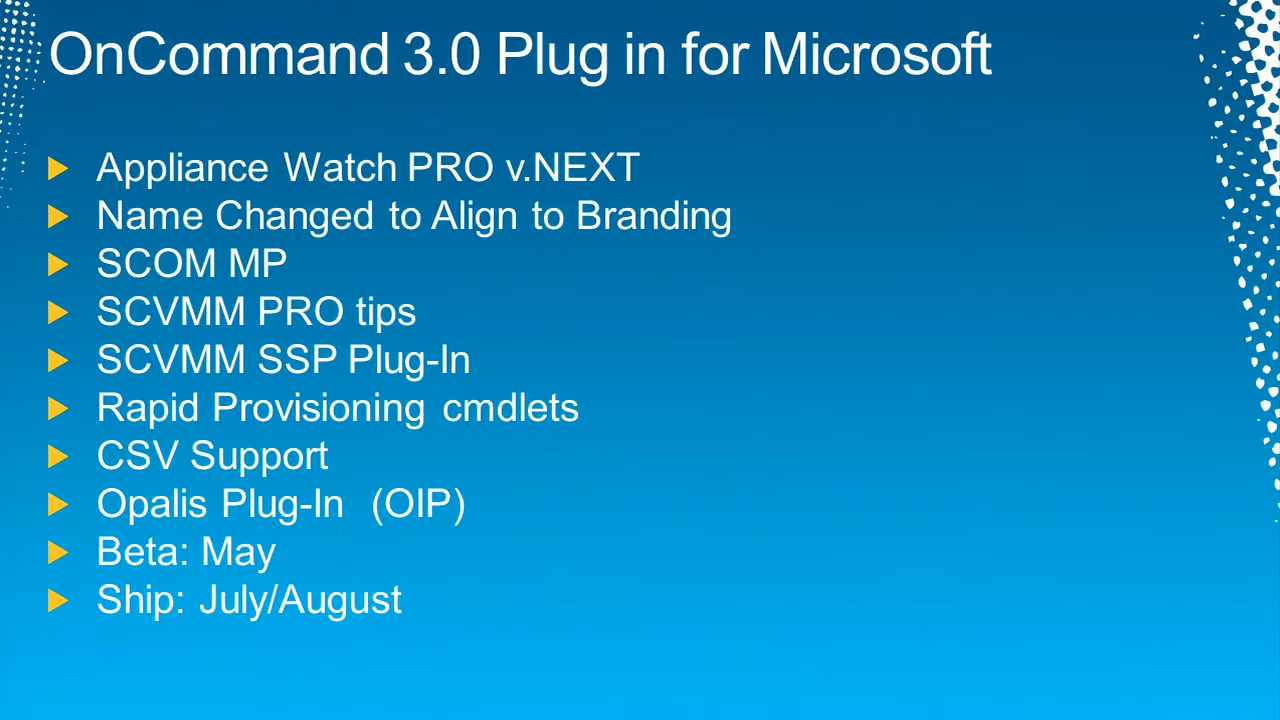 OnCommand 3.0 Plug in for Microsoft
Appliance Watch PRO v.NEXT
Name Changed to Align to Branding
SCOM MP
SCVMM PRO tips
SCVMM SSP Plug-In
Rapid Provisioning cmdlets
CSV Support
Opalis Plug-In (OIP)
Beta: May
Ship: July/August